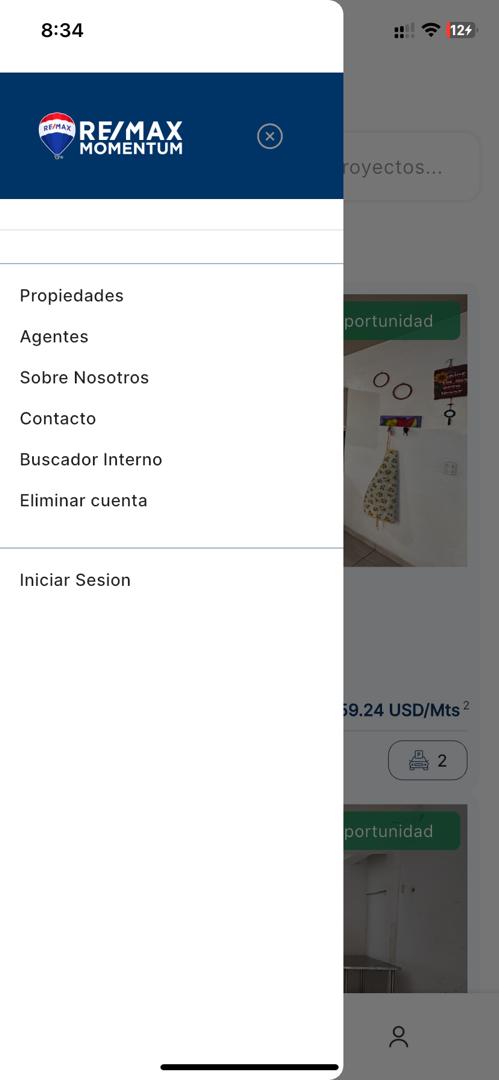 8:34
12
RE/MAX
RE/MAX
MOMENTUM
royectos...
Propiedades
portunidad
Agentes
Sobre Nosotros
Contacto
Buscador Interno
Eliminar cuenta
Iniciar Sesion
59.24 USD/Mts 2
2
portunidad